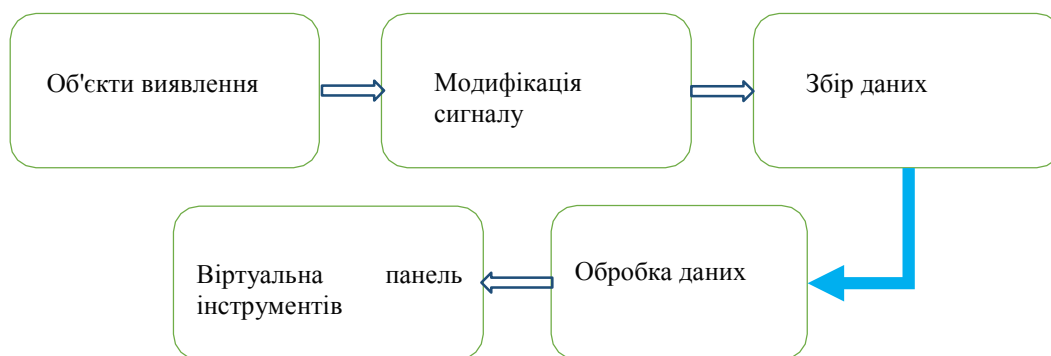 Об'єкти виявлення
Модифікація
сигналу
Збір даних
Обробка даних
Віртуальна панель
інструментів